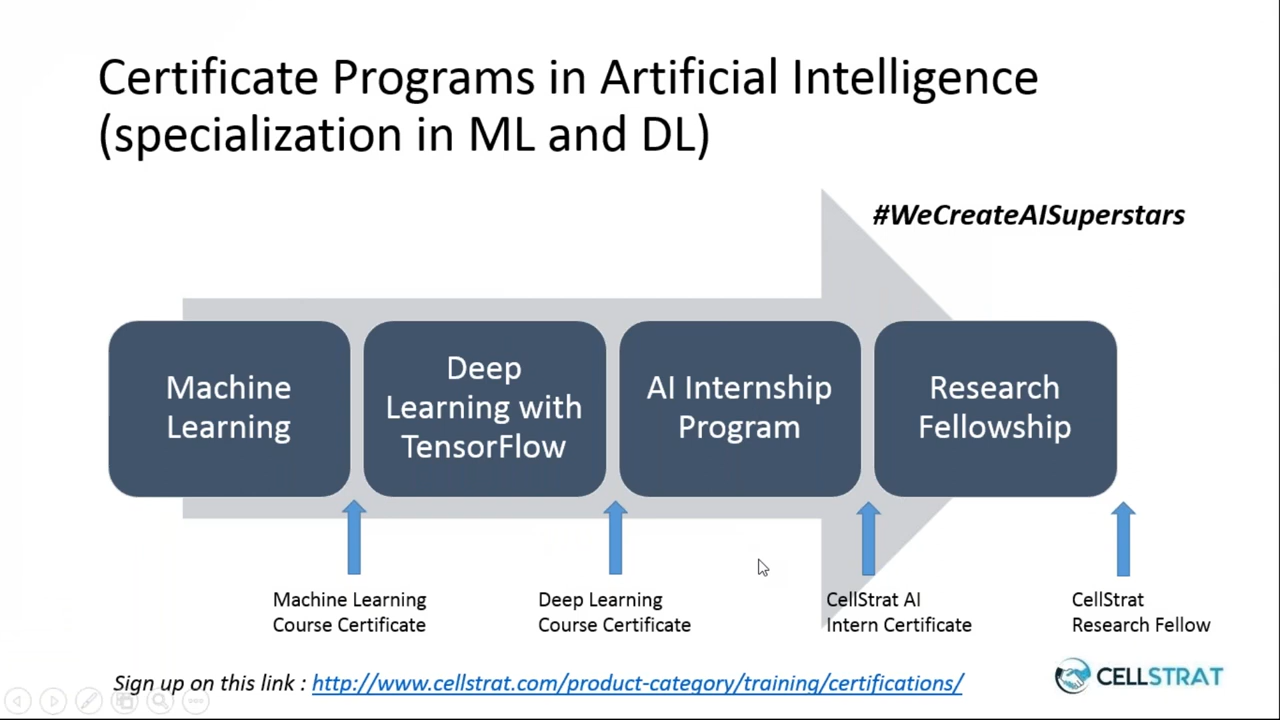 Certificate Programs in Artificial Intelligence
(specialization in ML and DL)
#WeCreateAISuperstars
Machine
Learning
Deep
Learning with
TensorFlow
AI Internship
Program
Research
Fellowship
Machine Learning
Course Certificate
Deep Learning
Course Certificate
CellStrat AI
Intern Certificate
CellStrat
Research Fellow
Sign up on this link : http://www.cellstrat.com/product-category/training/certifications/
CELLSTRAT